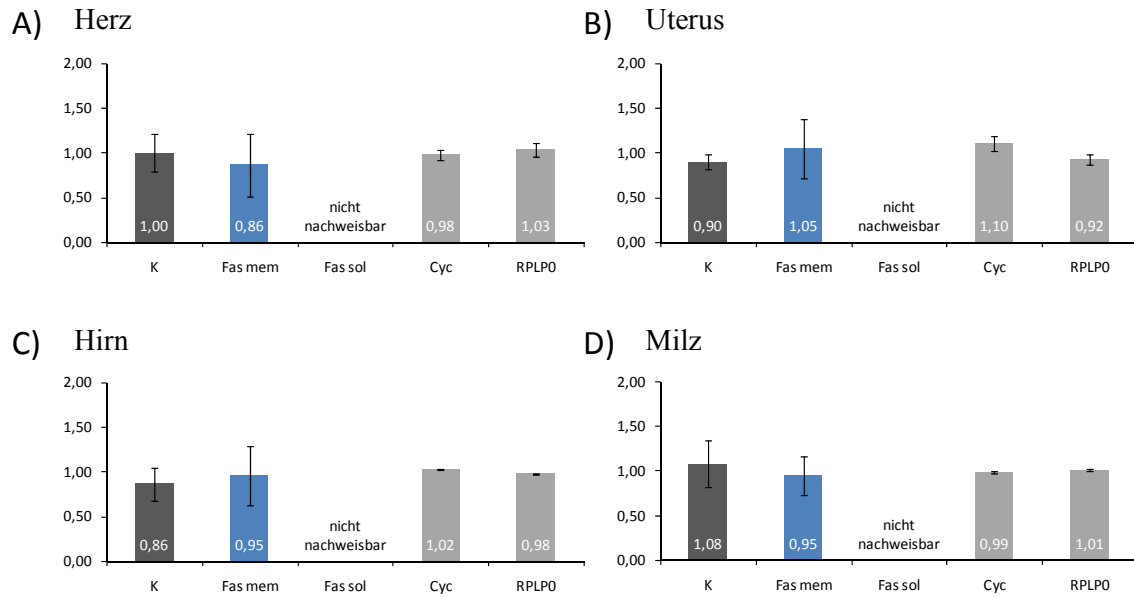 A) Herz
2,00
1,50
1,00
0,50
0,00
nicht
nachweisbar
1,00 0,86 0,98 1,03
K Fas mem Fas sol Cyc RPLP0
B) Uterus
2,00
1,50
1,00
0,50
0,00
nicht
nachweisbar
0,90 1,05 1,10 0,92
K Fas mem Fas sol Cyc RPLP0
C) Hirn
2,00
1,50
1,00
0,50
0,00
nicht
nachweisbar
0,86 0,95 1,02 0,98
K Fas mem Fas sol Cyc RPLP0
D) Milz
2,00
1,50
1,00
0,50
0,00
nicht
nachweisbar
1,08 0,95 0,99 1,01
K Fas mem Fas sol Cyc RPLP0